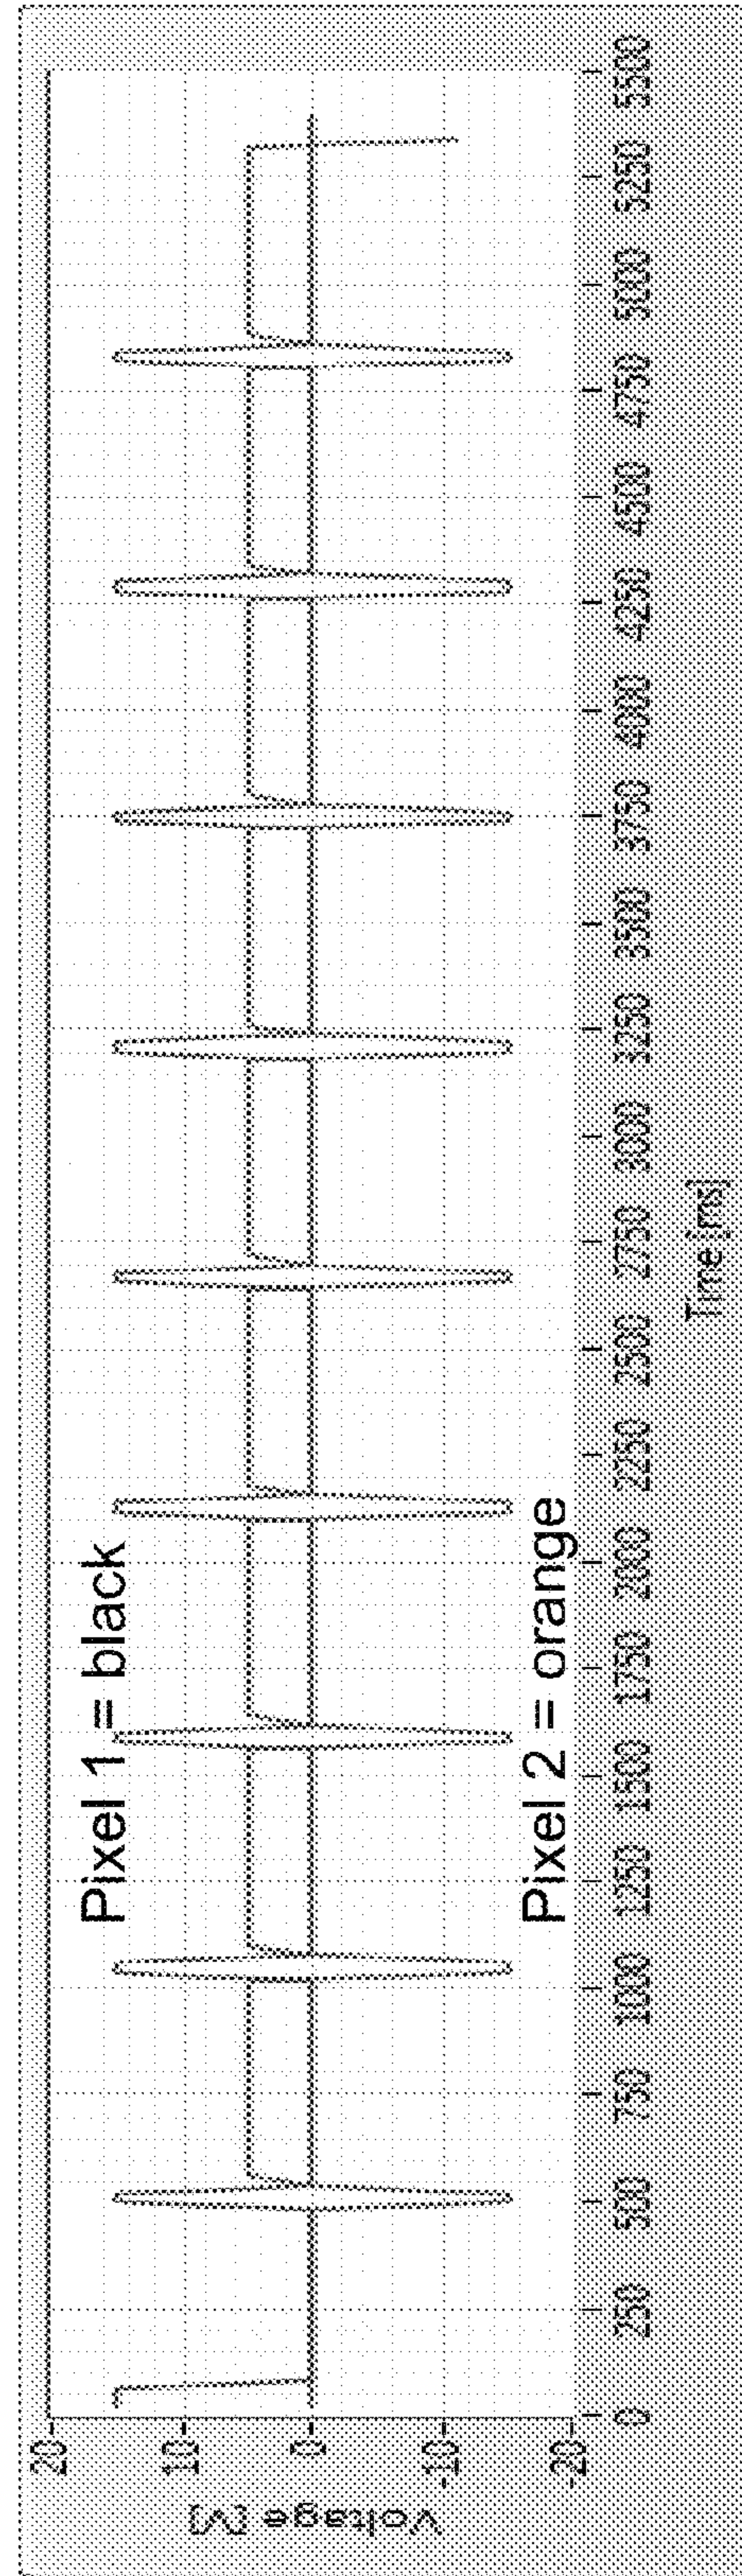 Voltage [V]
20
10
0
-10
-20
Pixel 1 = black
Pixel 2 = orange
0 250 500 750 1000 1250 1500 1750 2000 2250 2500 2750 3000 3250 3500 3750 4000 4250 4500 4750 5000 5250 5500
Time [ms]